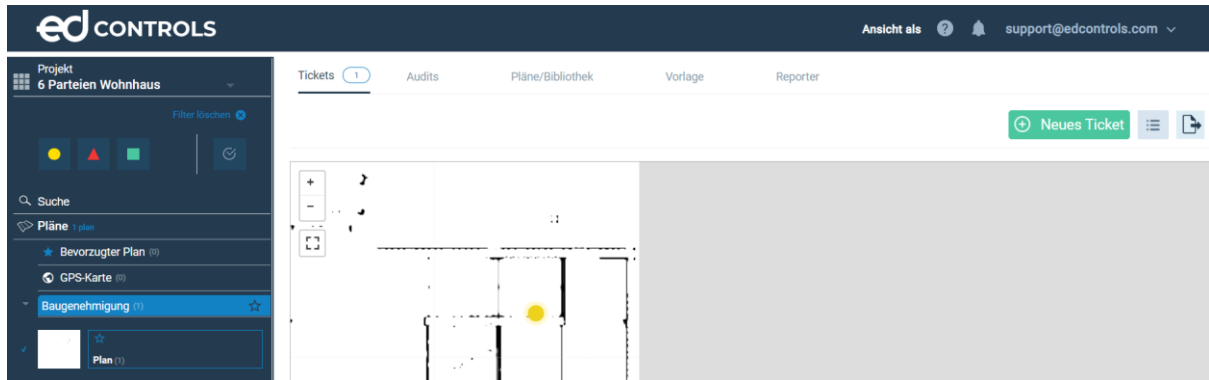 ed CONTROLS
Ansicht als
support@edcontrols.com
Projekt
6 Parteien Wohnhaus
Filter löschen
Suche
Pläne 1 plan
Bevorzugter Plan (0)
GPS-Karte (0)
Baugenehmigung (1)
Plan (1)
Tickets 1
Audits
Pläne/Bibliothek
Vorlage
Reporter
Neues Ticket